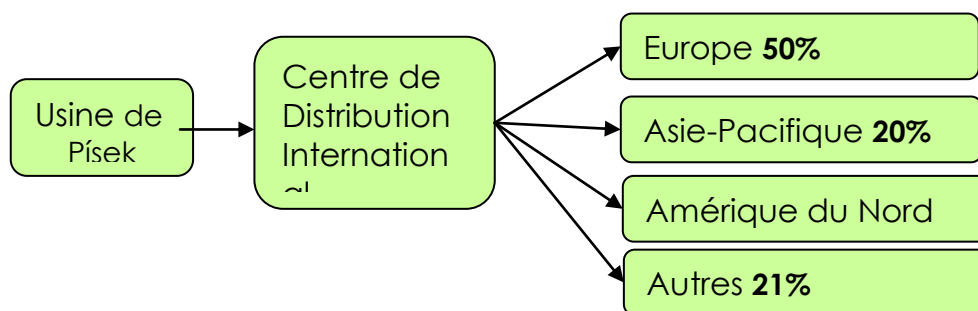 Usine de
Písek
Centre de
Distribution
Internation
Europe 50%
Asie-Pacifique 20%
Amérique du Nord
Autres 21%